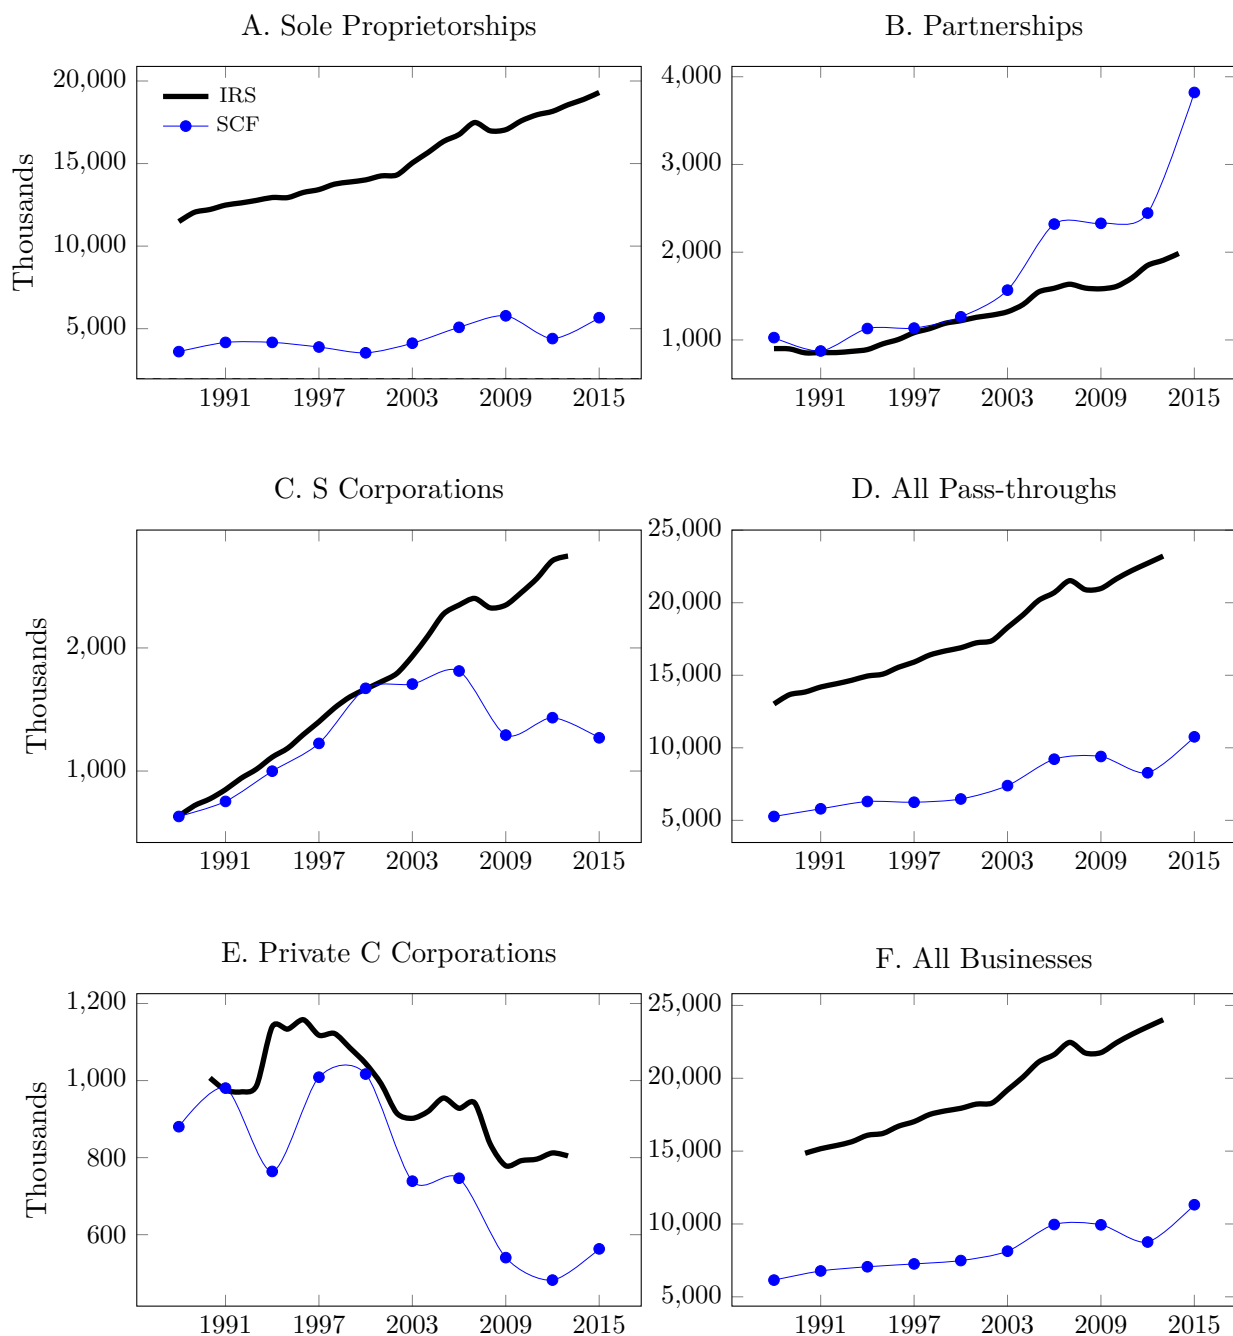 A. Sole Proprietorships
20,000
15,000
10,000
5,000
Thousands
IRS
SCF
1991 1997 2003 2009 2015
B. Partnerships
4,000
3,000
2,000
1,000
1991 1997 2003 2009 2015
C. S Corporations
2,000
1,000
Thousands
1991 1997 2003 2009 2015
D. All Pass-throughs
25,000
20,000
15,000
10,000
5,000
1991 1997 2003 2009 2015
E. Private C Corporations
1,200
1,000
800
600
Thousands
1991 1997 2003 2009 2015
F. All Businesses
25,000
20,000
15,000
10,000
5,000
1991 1997 2003 2009 2015